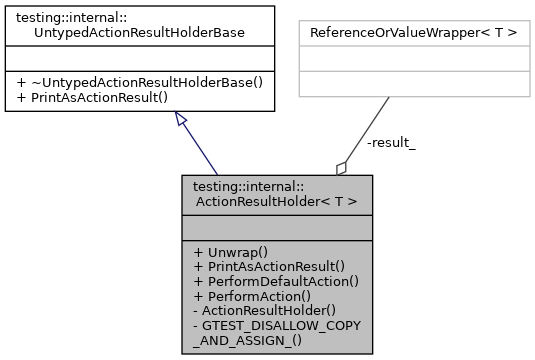 testing::internal::
UntypedActionResultHolderBase
+ ~UntypedActionResultHolderBase()
+ PrintAsActionResult()
ReferenceOrValueWrapper< T >
-result_
testing::internal::
ActionResultHolder< T >
+ Unwrap()
+ PrintAsActionResult()
+ PerformDefaultAction()
+ PerformAction()
- ActionResultHolder()
- GTEST_DISALLOW_COPY
_AND_ASSIGN_()